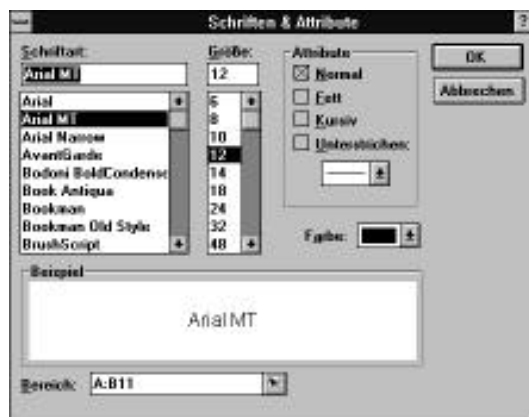 Schriften & Attribute
?
Schriftart:
Arial MT
Arial
Arial MT
Arial Narrow
AvantGarde
Bodoni BoldCondense
Book Antiqua
Bookman
Bookman Old Style
BrushScript
Größe:
12
6
8
10
12
14
18
24
32
48
Attribute
Normal
Fett
Kursiv
Unterstrichen:
Farbe:
OK
Abbrechen
Beispiel
Arial MT
Bereich: A:B11